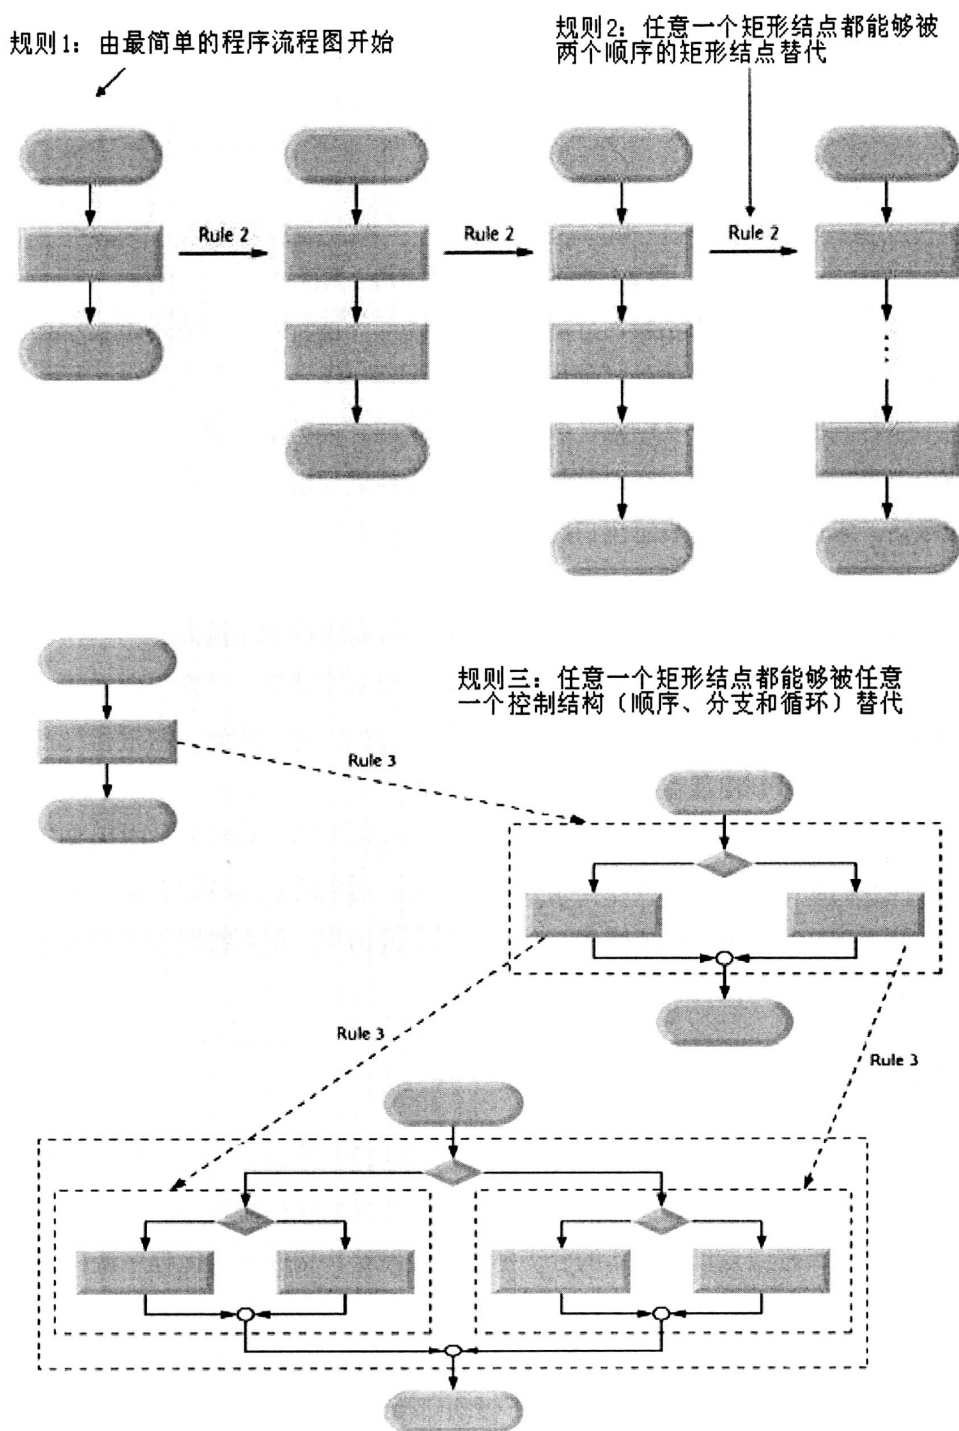 规则1：由最简单的程序流程图开始
规则2：任意一个矩形结点都能够被
两个顺序的矩形结点替代
Rule 2
Rule 2
Rule 2
规则三：任意一个矩形结点都能够被任意
一个控制结构（顺序、分支和循环）替代
Rule 3
Rule 3
Rule 3